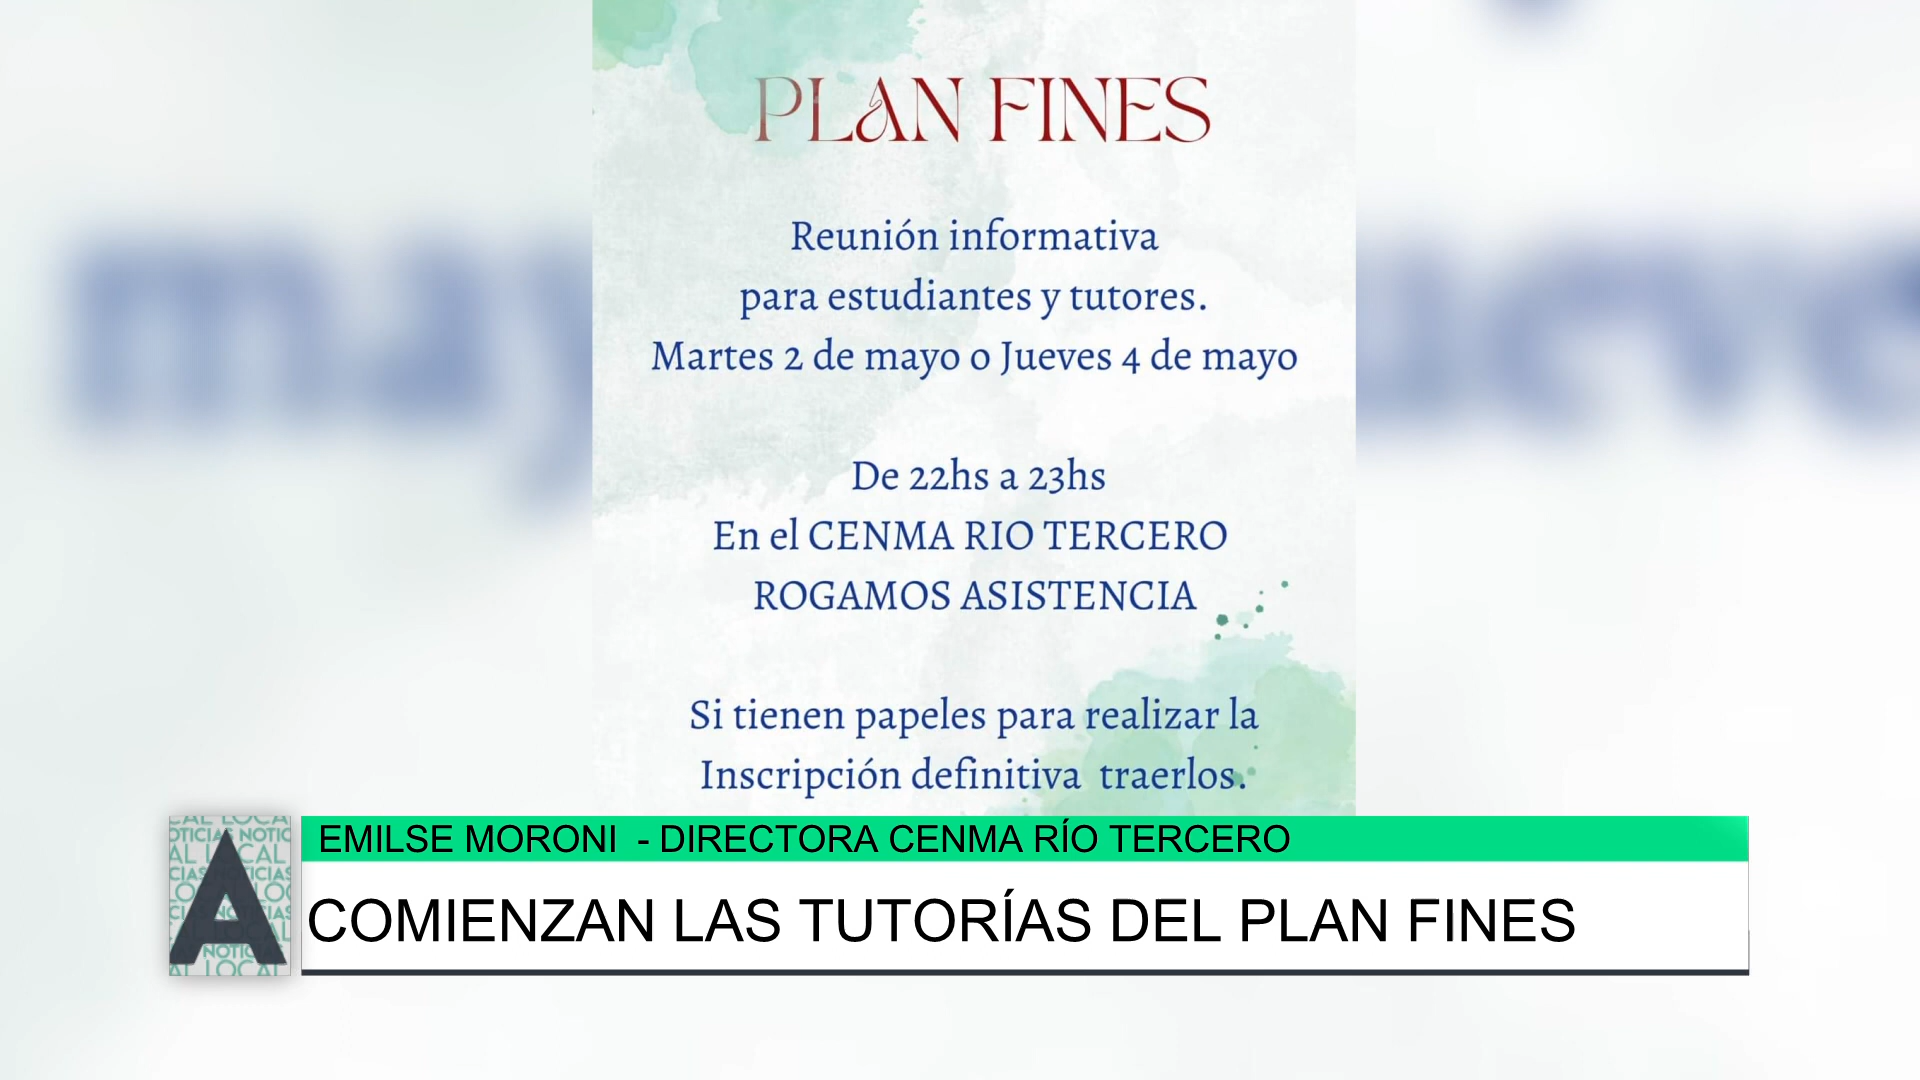 PLAN FINES
Reunión informativa
para estudiantes y tutores.
Martes 2 de mayo o Jueves 4 de mayo
De 22hs a 23hs
En el CENMA RIO TERCERO
ROGAMOS ASISTENCIA
Si tienen papeles para realizar la
Inscripción definitiva traerlos.
EMILSE MORONI - DIRECTORA CENMA RÍO TERCERO
A
COMIENZAN LAS TUTORÍAS DEL PLAN FINES